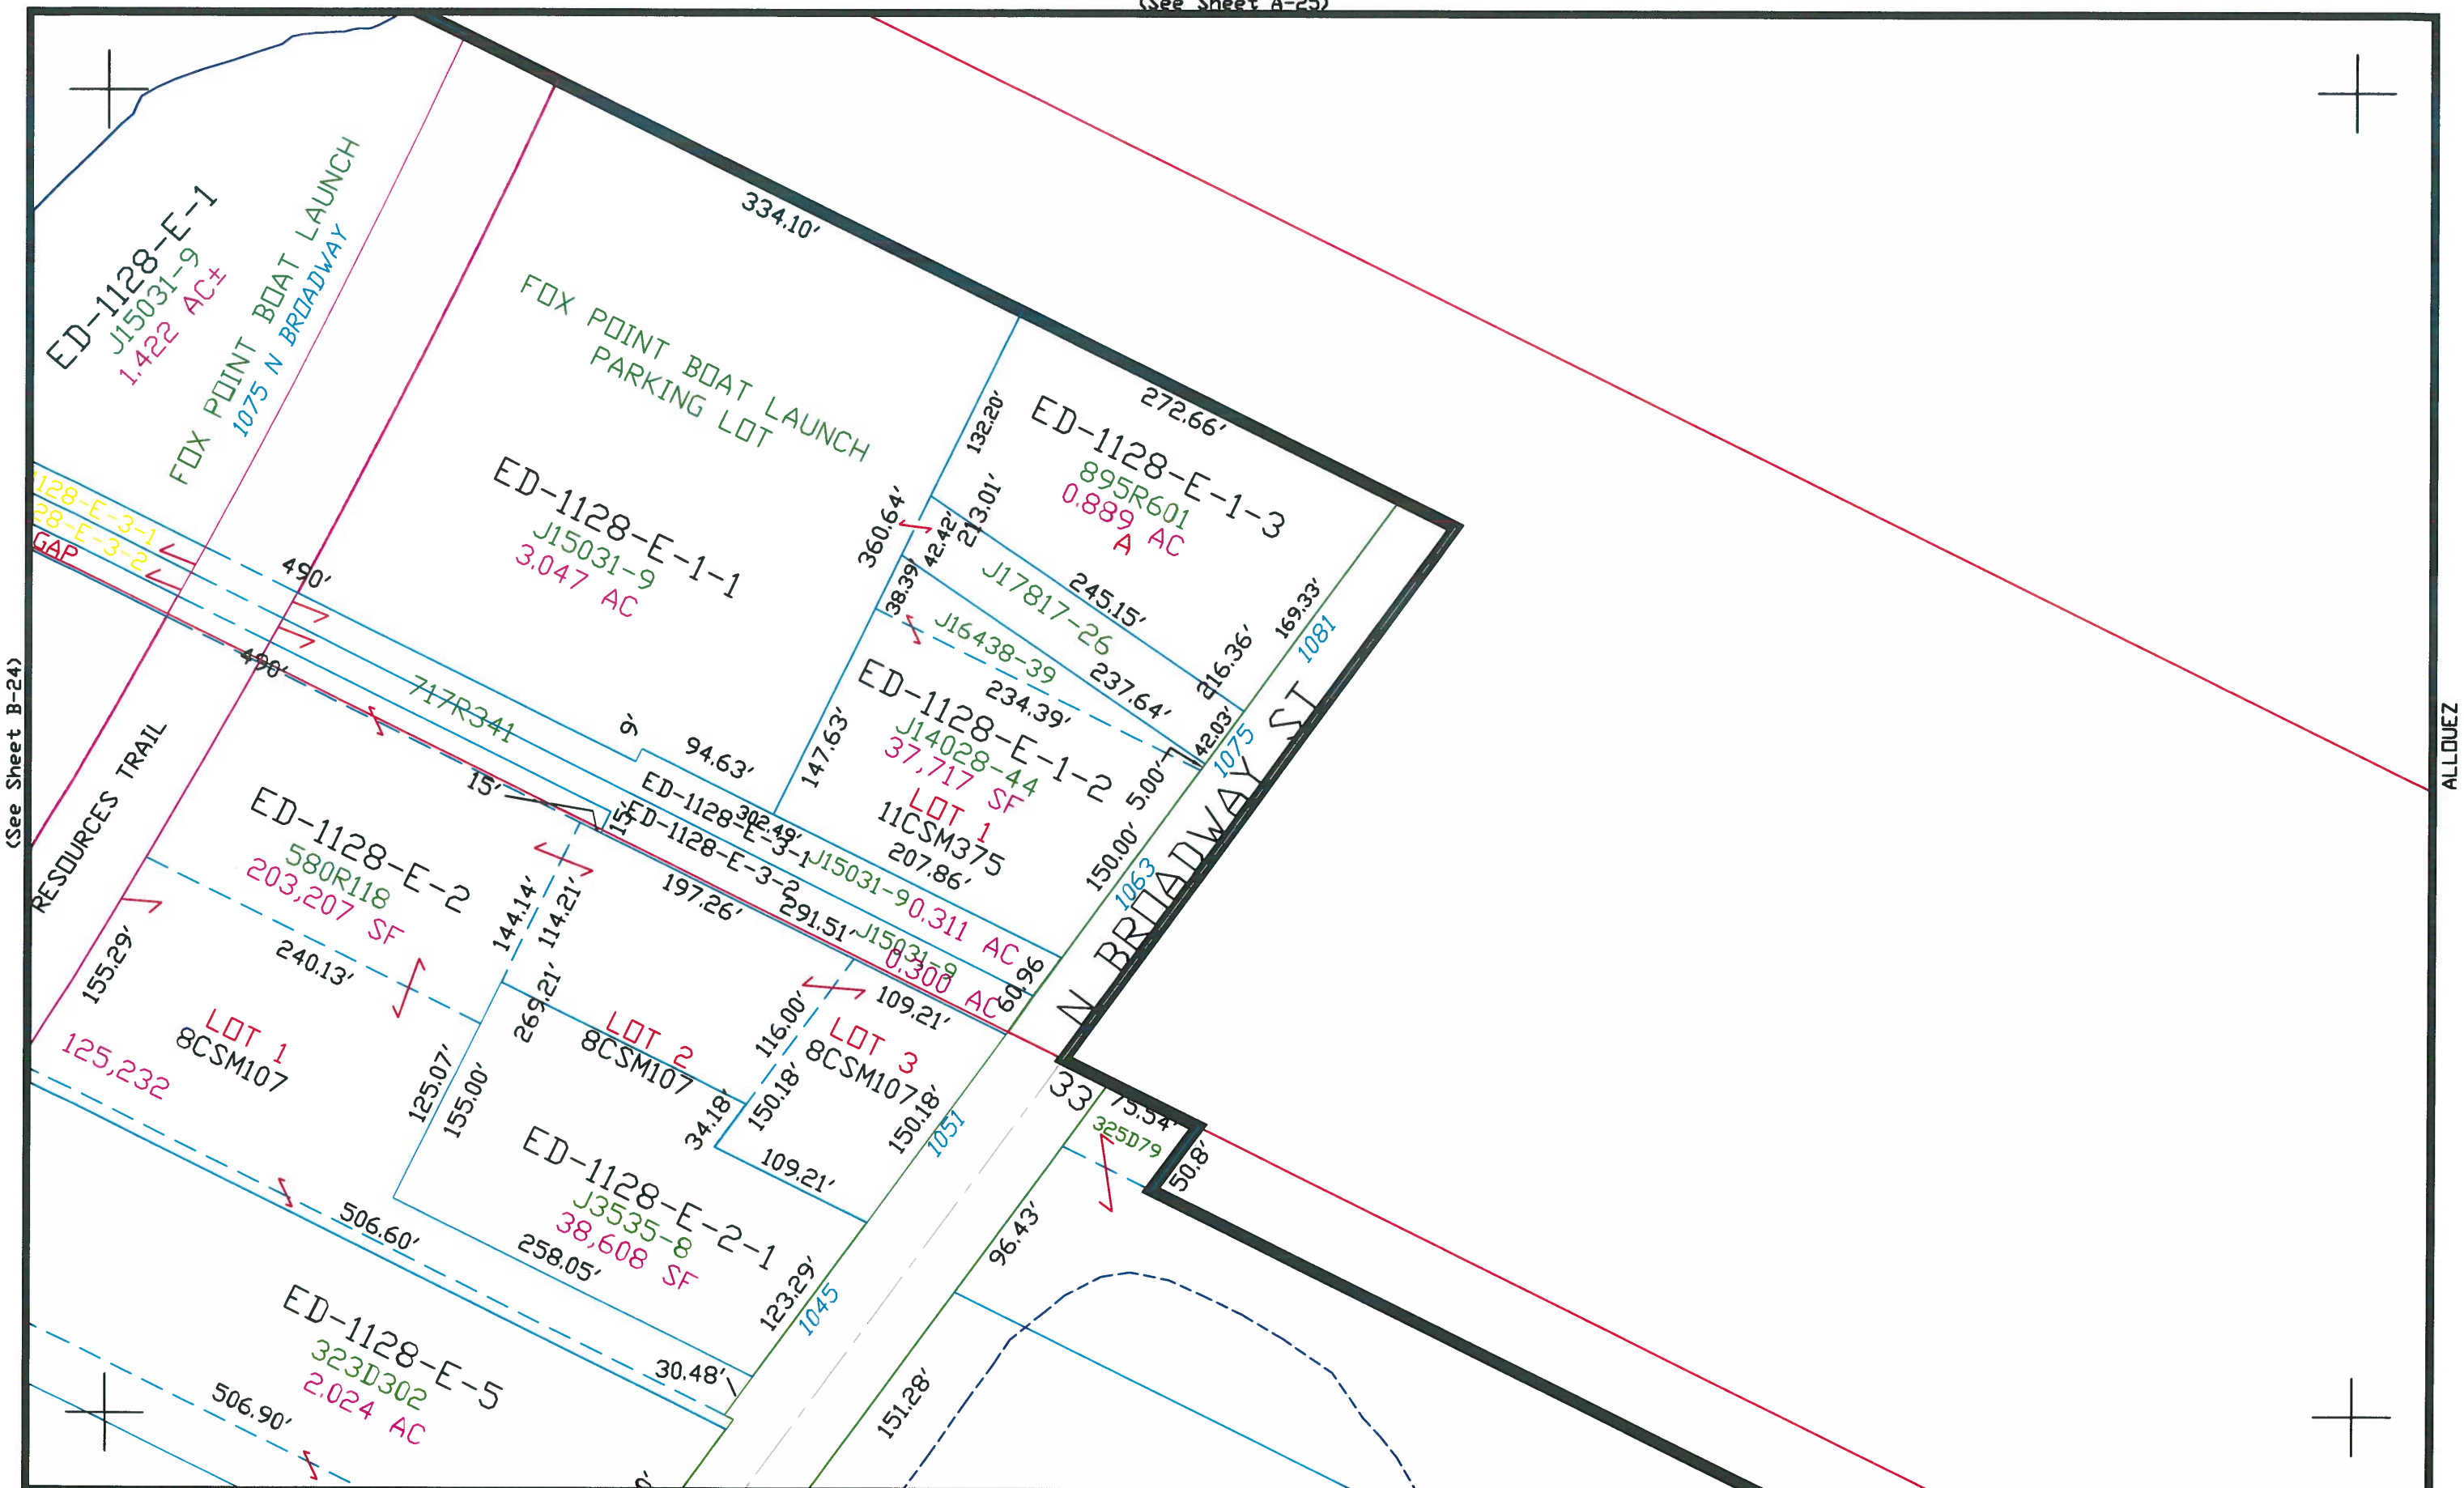 (See Sheet A-25)
334.10'
ED-1128-E-1
J15031-9
1.422 AC±
FOX POINT BOAT LAUNCH
1075 N BROADWAY
FOX POINT BOAT LAUNCH
PARKING LOT
ED-1128-E-1-1
J15031-9
3.047 AC
272.66'
132.20'
ED-1128-E-1-3
895R601
0.889 AC
A
360.64'
42.42'
213.01'
38.39'
J17817-26
245.15'
169.33'
1081
216.36'
J16438-39
237.64'
234.39'
42.03'
1075
5.00'
ED-1128-E-1-2
J14028-44
37,717 SF
LOT 1
11CSM375
207.86'
147.63'
150.00'
1063
N BROADWAY ST
128-E-3-1
28-E-3-2
GAP
490'
490'
717R341
9'
94.63'
15'
15'
ED-1128-E-3-1
302.49'
J15031-9
0.311 AC
ED-1128-E-3-2
291.51'
J15031-9
0.300 AC
60.96
197.26'
(See Sheet B-24)
ALLOUEZ
RESOURCES TRAIL
ED-1128-E-2
580R118
203,207 SF
240.13'
155.29'
144.14'
114.21'
269.21'
LOT 1
8CSM107
125,232
LOT 2
8CSM107
116.00'
109.21'
LOT 3
8CSM107
150.18'
150.18'
34.18'
1051
109.21'
125.07'
155.00'
33
75.54'
325D79
50.8'
96.43'
ED-1128-E-2-1
J3535-8
38,608 SF
258.05'
123.29'
1045
506.60'
30.48'
ED-1128-E-5
323D302
2.024 AC
506.90'
151.28'